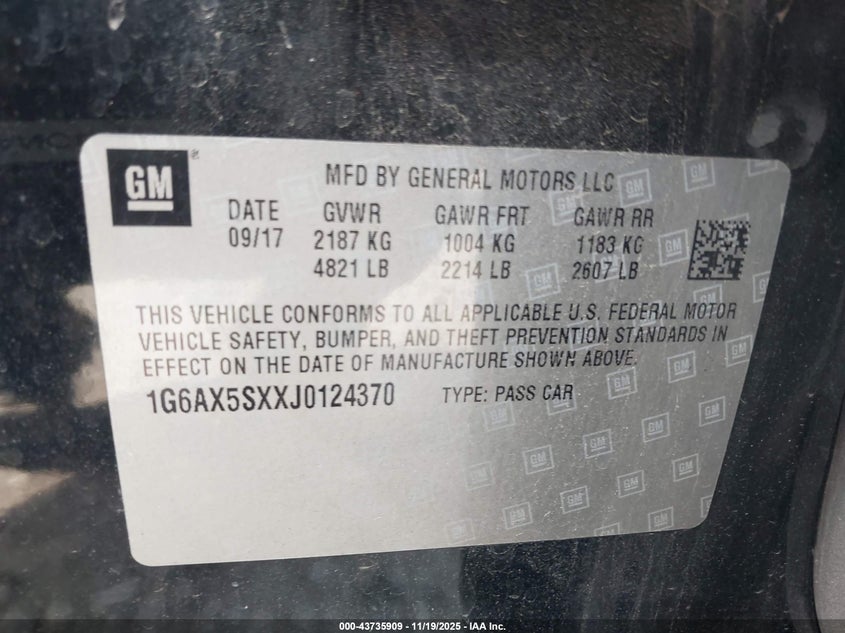 GM®
MFD BY GENERAL MOTORS LLC
DATE GVWR GAWR FRT GAWR RR
09/17 2187 KG 1004 KG 1183 KG
4821 LB 2214 LB 2607 LB
THIS VEHICLE CONFORMS TO ALL APPLICABLE U.S. FEDERAL MOTOR
VEHICLE SAFETY, BUMPER, AND THEFT PREVENTION STANDARDS IN
EFFECT ON THE DATE OF MANUFACTURE SHOWN ABOVE.
1G6AX5SXXJ0124370 TYPE: PASS CAR
000-43735909 | 11/19/2025 - IAA Inc.